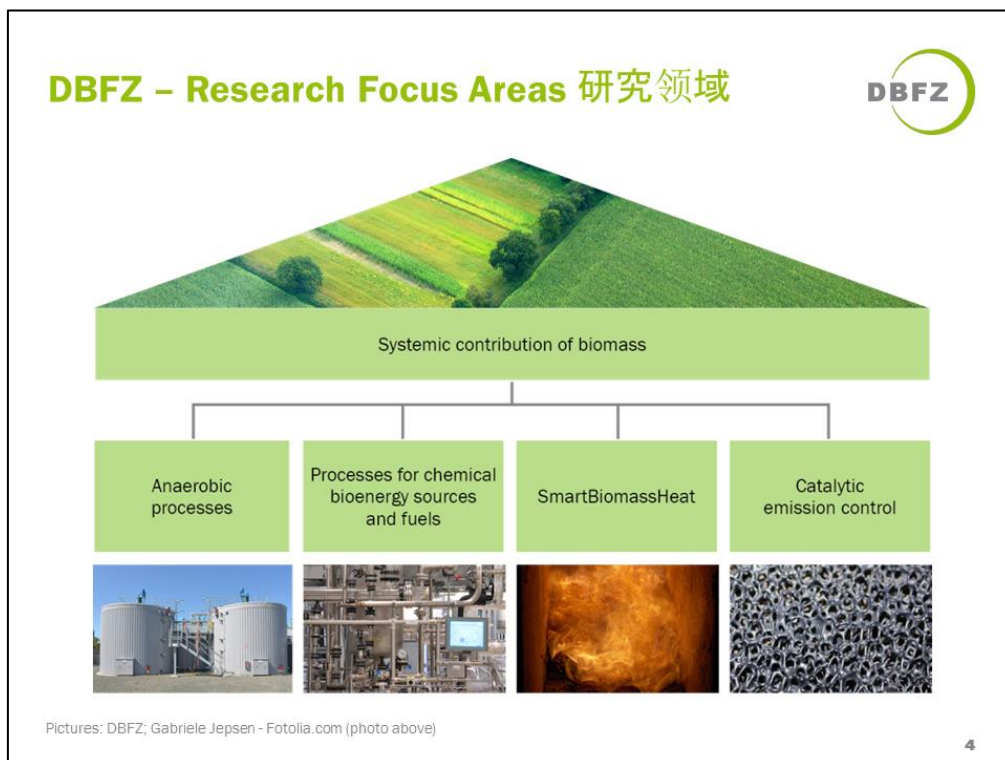 DBFZ – Research Focus Areas 研究领域
DBFZ
Systemic contribution of biomass
Anaerobic
processes
Processes for chemical
bioenergy sources
and fuels
SmartBiomassHeat
Catalytic
emission control
Pictures: DBFZ; Gabriele Jepsen - Fotolia.com (photo above)
4